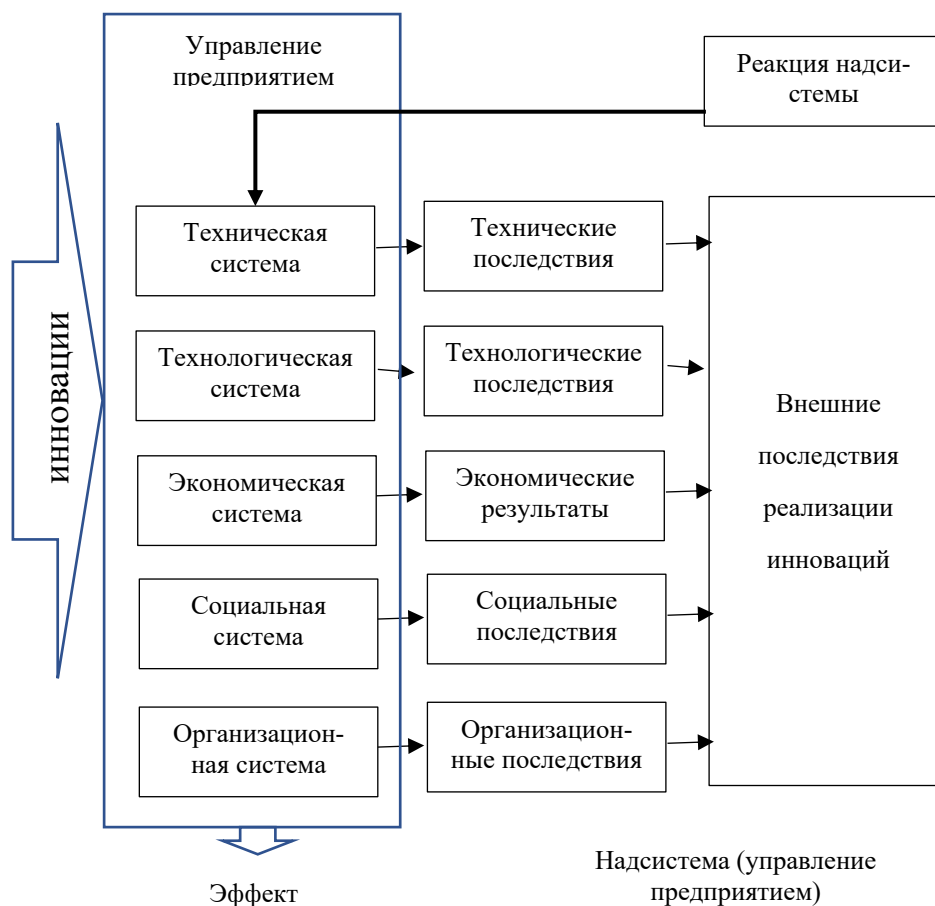 Управление
предприятием
Реакция надси-
стемы
инновации
Техническая
система
Технические
последствия
Технологическая
система
Технологические
последствия
Экономическая
система
Экономические
результаты
Социальная
система
Социальные
последствия
Организацион-
ная система
Организацион-
ные последствия
Внешние
последствия
реализации
инноваций
Эффект
Надсистема (управление
предприятием)